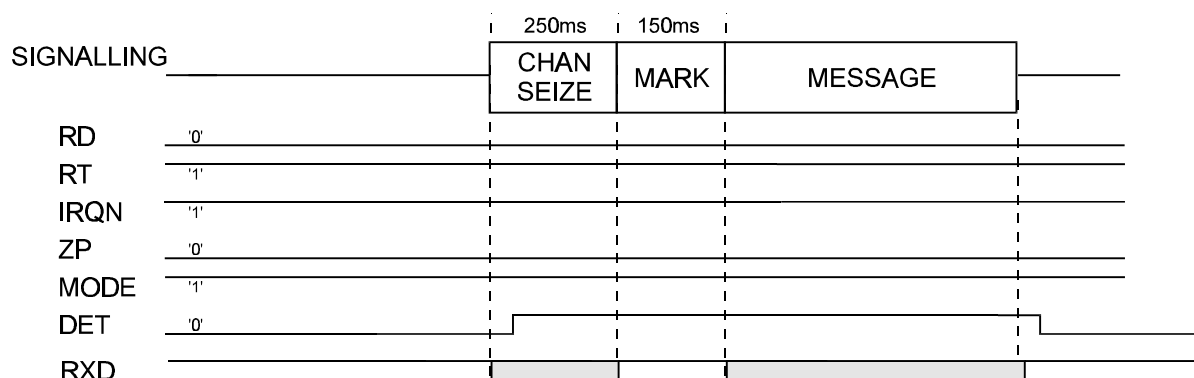 250ms 150ms
SIGNALLING
CHAN
SEIZE
MARK
MESSAGE
RD '0'
RT '1'
IRQN '1'
ZP '0'
MODE '1'
DET '0'
RXD